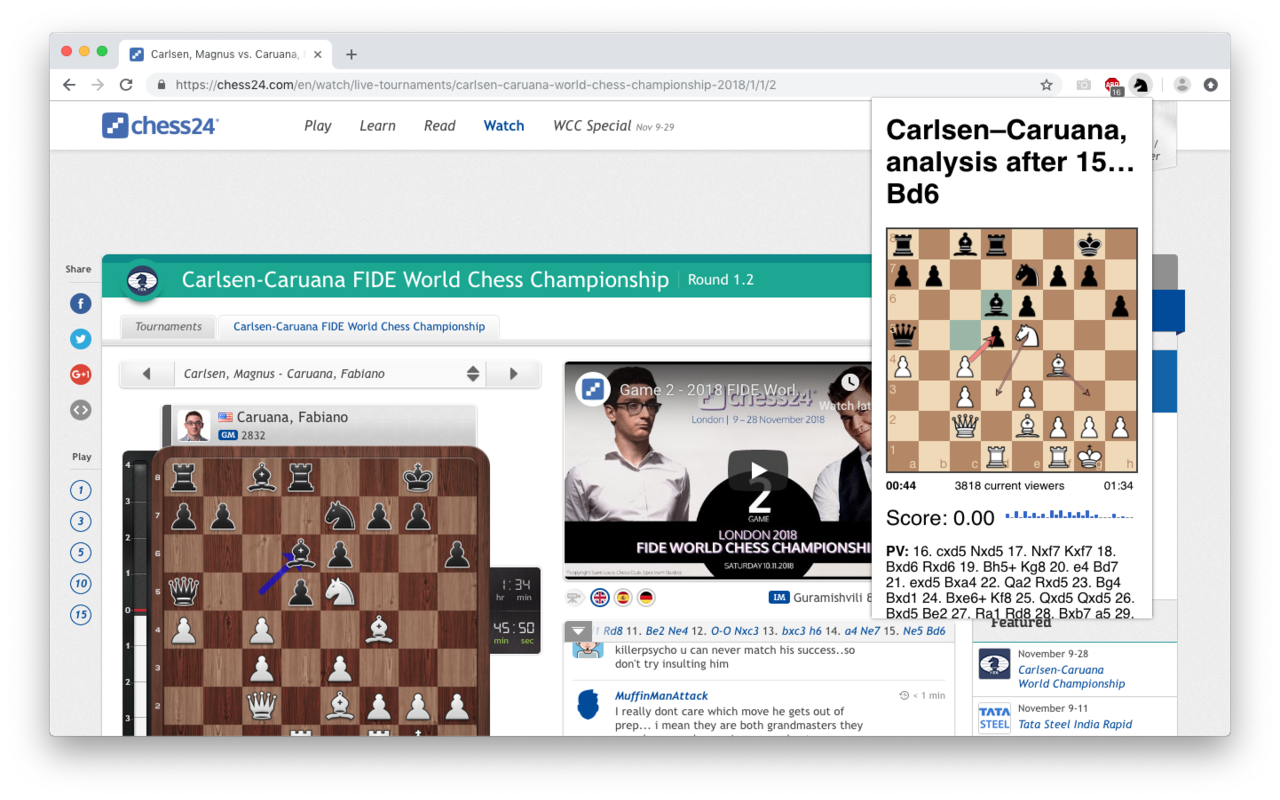 Carlsen, Magnus vs. Caruana,
https://chess24.com/en/watch/live-tournaments/carlsen-caruana-world-chess-championship-2018/1/1/2
ABP
16
chess24
Play Learn Read Watch WCC Special Nov 9-29
Share
Carlsen-Caruana FIDE World Chess Championship Round 1.2
Tournaments Carlsen-Caruana FIDE World Chess Championship
Carlsen, Magnus - Caruana, Fabiano
G+1
Caruana, Fabiano
GM 2832
Play
1
3
5
10
15
4
3
2
1
0
1
2
3
8
7
6
5
4
3
2
1:34
hr min
45:50
min sec
Game 2 - 2018 FIDE Worl...
Watch lat
chess24
London | 9 – 28 November 2018
2
GAME
LONDON 2018
FIDE WORLD CHESS CHAMPIONSHIP
SATURDAY 10.11.2018
IM Guramishvili &
Rd8 11. Be2 Ne4 12. O-O Nxc3 13. bxc3 h6 14. a4 Ne7 15. Ne5 Bd6
killerpsycho u can never match his success..so
don't try insulting him
MuffinManAttack < 1 min
I really dont care which move he gets out of
prep... i mean they are both grandmasters they
Carlsen–Caruana,
analysis after 15…
Bd6
8
7
6
5
4
3
2
1
a b c d e f g h
00:44 3818 current viewers 01:34
Score: 0.00
PV: 16. cxd5 Nxd5 17. Nxf7 Kxf7 18.
Bxd6 Rxd6 19. Bh5+ Kg8 20. e4 Bd7
21. exd5 Bxa4 22. Qa2 Rxd5 23. Bg4
Bxd1 24. Bxe6+ Kf8 25. Qxd5 Qxd5 26.
Bxd5 Be2 27. Ra1 Rd8 28. Bxb7 a5 29.
Featured
November 9-28
Carlsen-Caruana
World Championship
TATA
STEEL
November 9-11
Tata Steel India Rapid